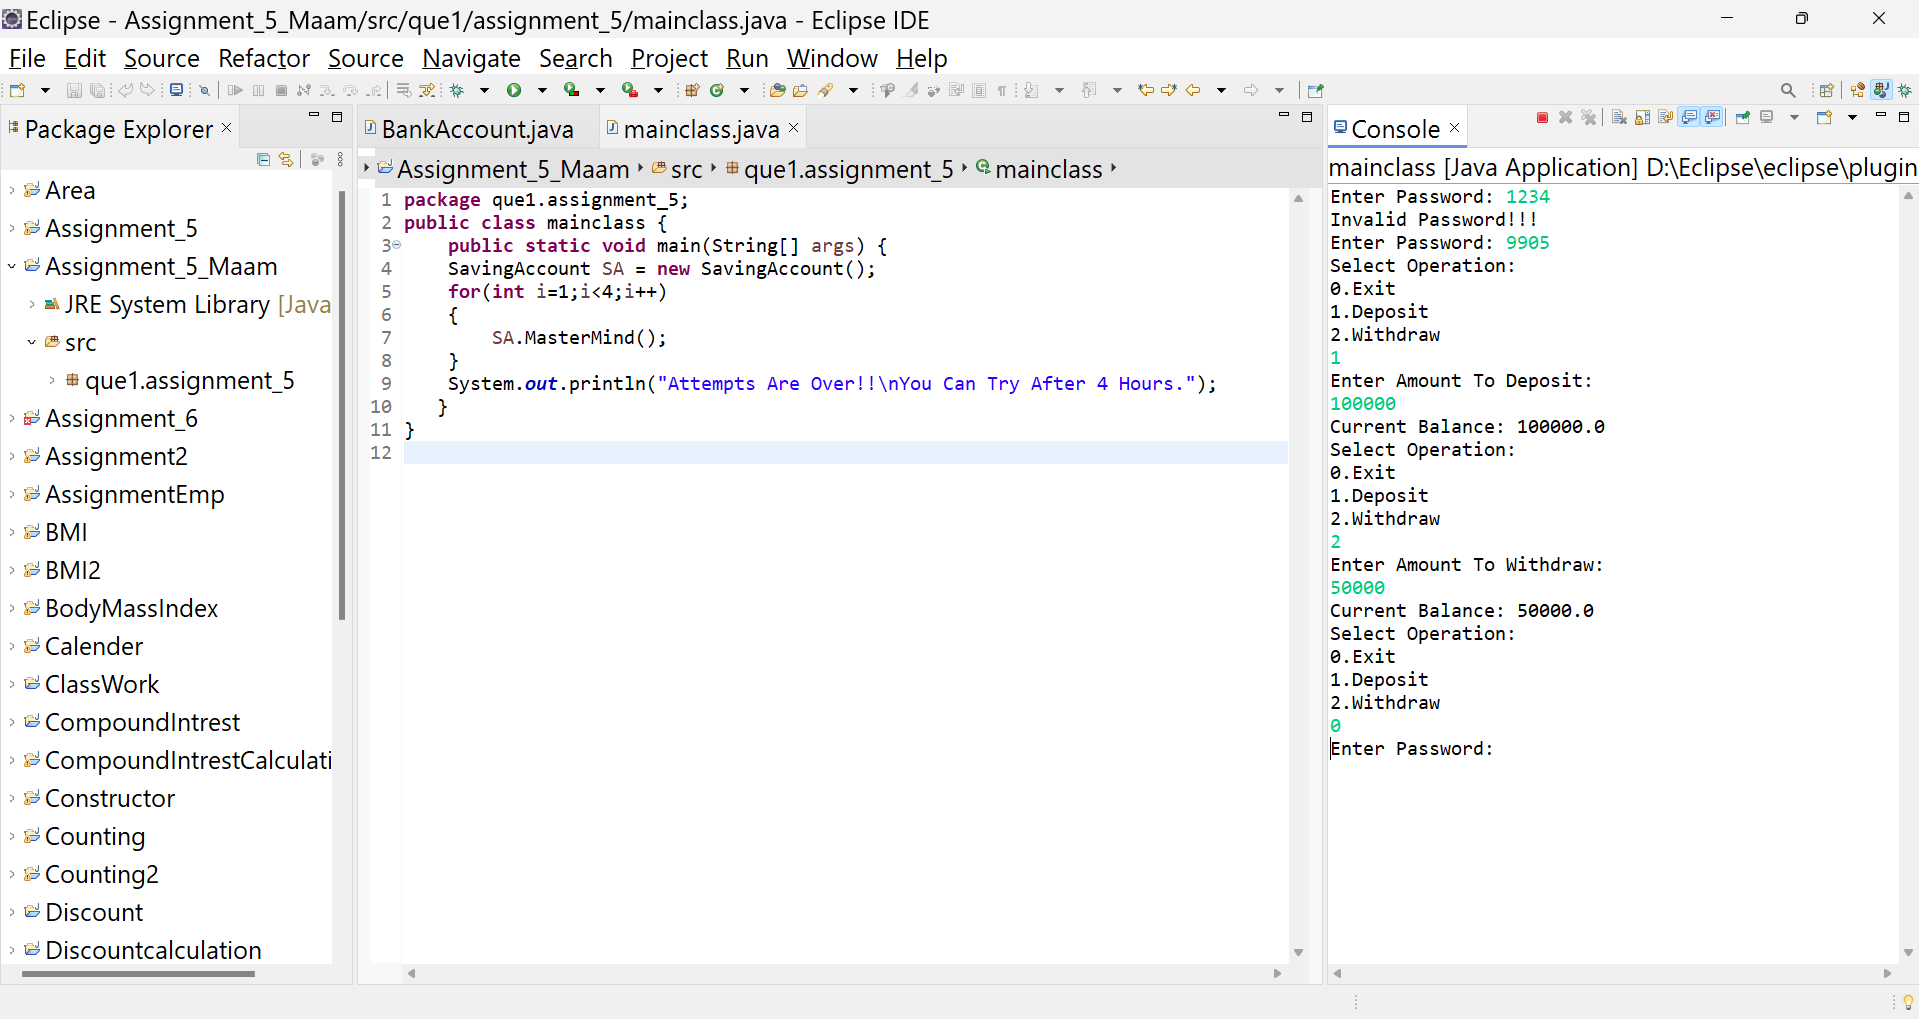 Eclipse - Assignment_5_Maam/src/que1/assignment_5/mainclass.java - Eclipse IDE
File Edit Source Refactor Source Navigate Search Project Run Window Help
Package Explorer
Area
Assignment_5
Assignment_5_Maam
JRE System Library [Java
src
que1.assignment_5
Assignment_6
Assignment2
AssignmentEmp
BMI
BMI2
BodyMassIndex
Calender
ClassWork
CompoundIntrest
CompoundIntrestCalculati
Constructor
Counting
Counting2
Discount
Discountcalculation
BankAccount.java mainclass.java
Assignment_5_Maam src que1.assignment_5 mainclass
1 package que1.assignment_5;
2 public class mainclass {
3 public static void main(String[] args) {
4 SavingAccount SA = new SavingAccount();
5 for(int i=1;i<4;i++)
6 {
7 SA.MasterMind();
8 }
9 System.out.println("Attempts Are Over!!\nYou Can Try After 4 Hours.");
10 }
11 }
12
Console
mainclass [Java Application] D:\Eclipse\eclipse\plugin
Enter Password: 1234
Invalid Password!!!
Enter Password: 9905
Select Operation:
0.Exit
1.Deposit
2.Withdraw
1
Enter Amount To Deposit:
100000
Current Balance: 100000.0
Select Operation:
0.Exit
1.Deposit
2.Withdraw
2
Enter Amount To Withdraw:
50000
Current Balance: 50000.0
Select Operation:
0.Exit
1.Deposit
2.Withdraw
0
Enter Password: